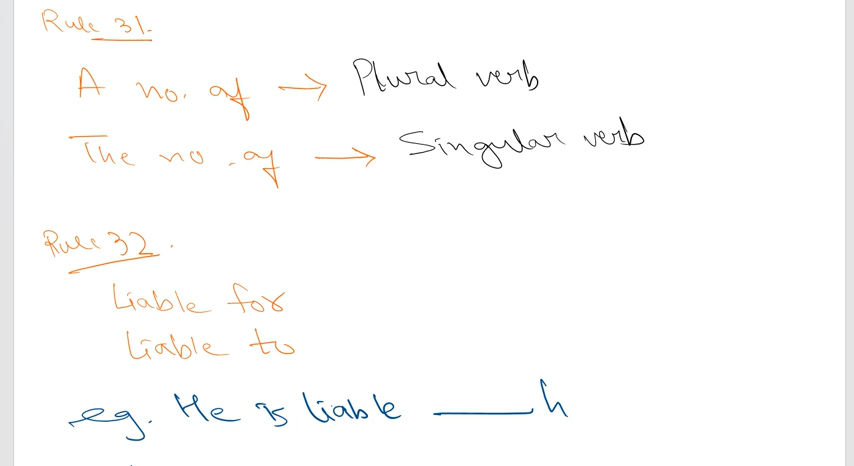 Rule 31.
A no. of → Plural verb
The no. of → Singular verb
Rule 32.
Liable for
Liable to
eg. He is liable ______ h